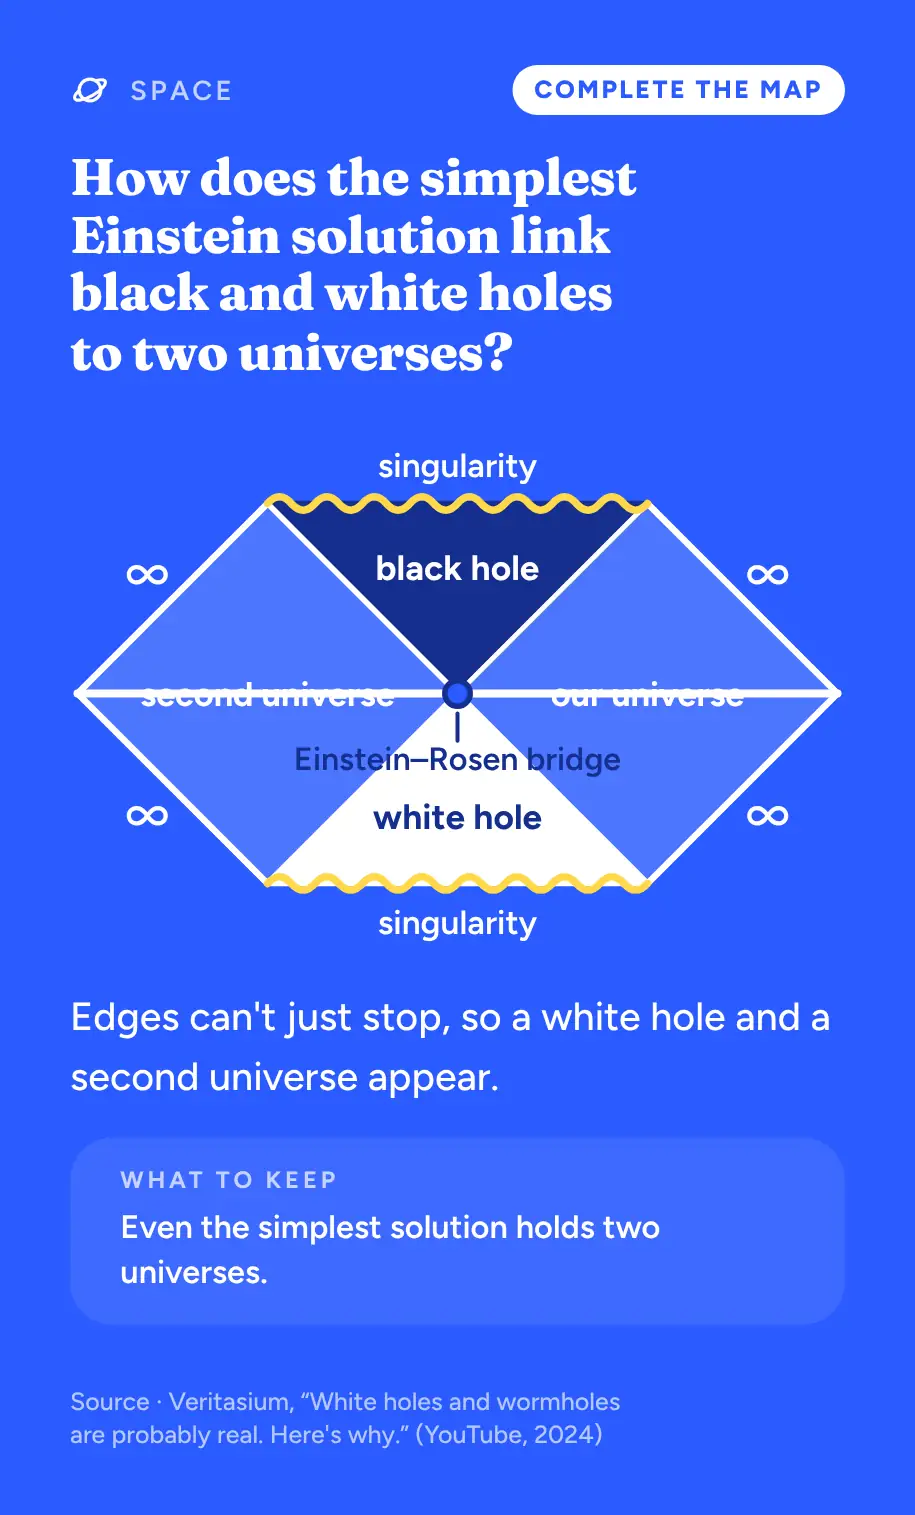 SPACE
COMPLETE THE MAP
How does the simplest
Einstein solution link
black and white holes
to two universes?
singularity
black hole
∞
∞
second universe
our universe
Einstein–Rosen bridge
∞
∞
white hole
singularity
Edges can't just stop, so a white hole and a
second universe appear.
WHAT TO KEEP
Even the simplest solution holds two
universes.
Source · Veritasium, “White holes and wormholes
are probably real. Here's why.” (YouTube, 2024)